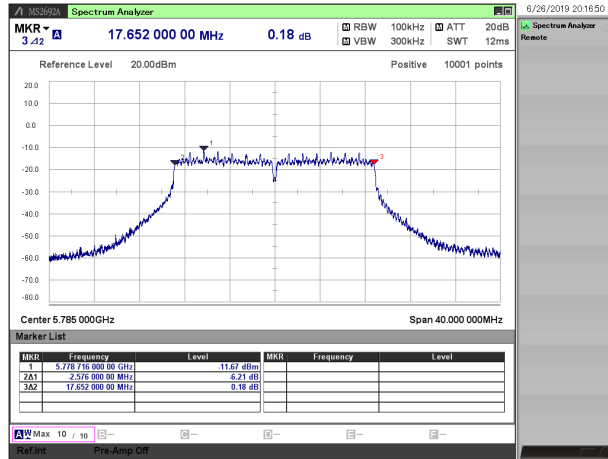 MS2692A Spectrum Analyzer
6/26/2019 20:16:50
MKR 3Δ2 A 17.652 000 00 MHz 0.18 dB
M RBW 100kHz M ATT 20dB
M VBW 300kHz SWT 12ms
Spectrum Analyzer
Remote
Reference Level 20.00dBm Positive 10001 points
20.0
10.0
0.0
-10.0
-20.0
-30.0
-40.0
-50.0
-60.0
-70.0
-80.0
1
2
3
Center 5.785 000GHz Span 40.000 000MHz
Marker List
MKR Frequency Level MKR Frequency Level
1 5.778 716 000 00 GHz -11.67 dBm
2Δ1 -2.576 000 00 MHz -6.21 dB
3Δ2 17.652 000 00 MHz 0.18 dB
A W Max 10 / 10 B-- C-- D-- E-- F--
Ref.Int Pre-Amp Off